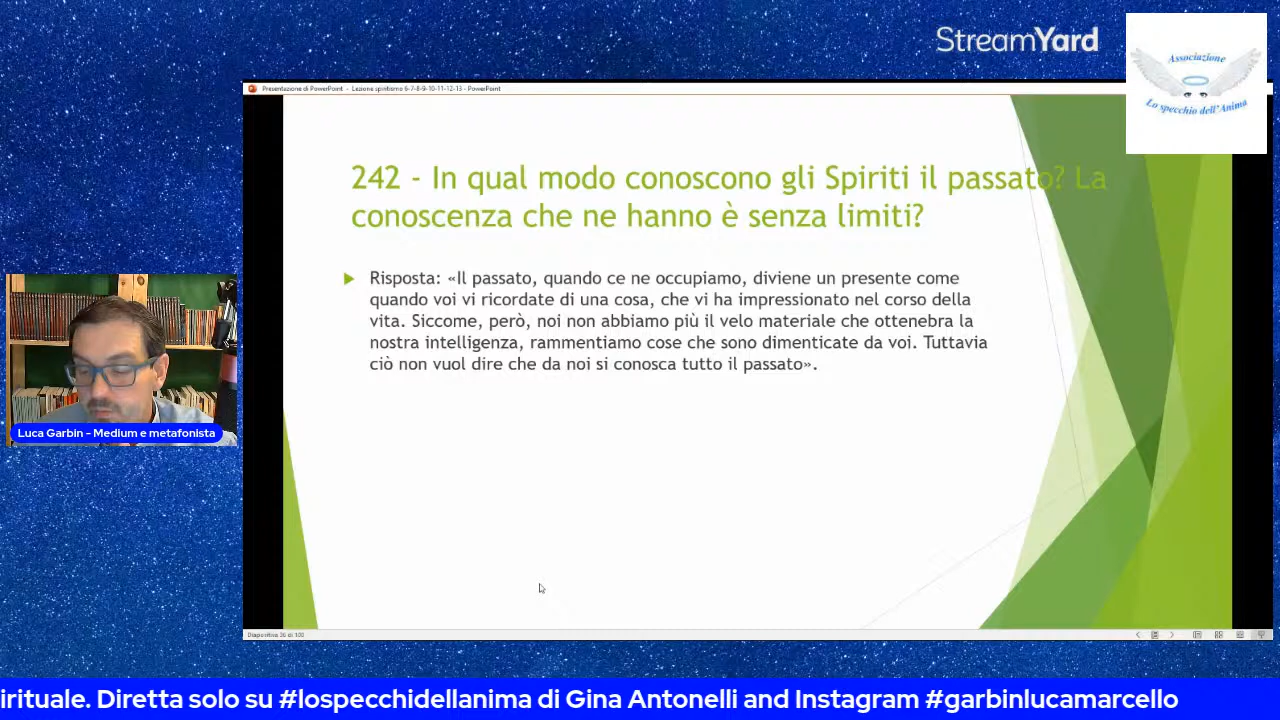 StreamYard
Associazione
Lo specchio dell'Anima
Presentazione di PowerPoint - Lezione spiritismo 6-7-8-9-10-11-12-13 - PowerPoint
242 - In qual modo conoscono gli Spiriti il passato? La
conoscenza che ne hanno è senza limiti?
Risposta: «Il passato, quando ce ne occupiamo, diviene un presente come
quando voi vi ricordate di una cosa, che vi ha impressionato nel corso della
vita. Siccome, però, noi non abbiamo più il velo materiale che ottenebra la
nostra intelligenza, rammentiamo cose che sono dimenticate da voi. Tuttavia
ciò non vuol dire che da noi si conosca tutto il passato».
Luca Garbin - Medium e metafonista
Diapositiva 36 di 100
irituale. Diretta solo su #lospecchidellanima di Gina Antonelli and Instagram #garbinlucamarcello